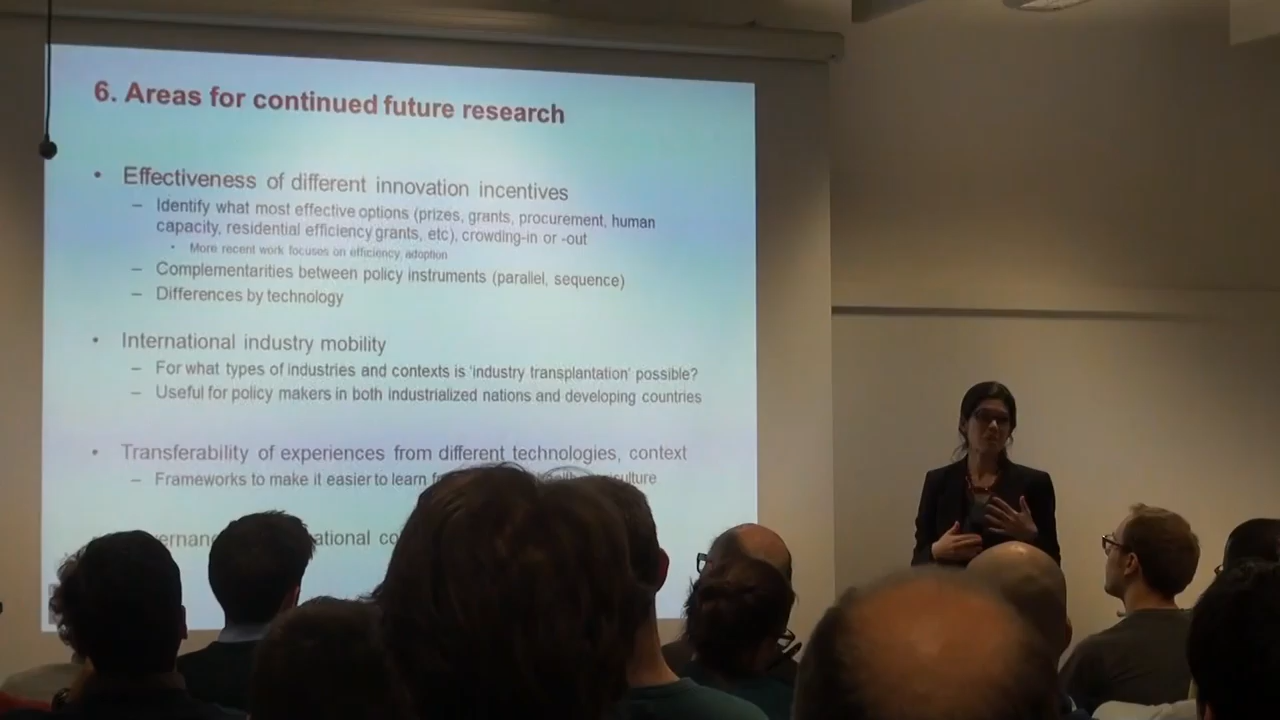 6. Areas for continued future research
• Effectiveness of different innovation incentives
– Identify what most effective options (prizes, grants, procurement, human
capacity, residential efficiency grants, etc), crowding-in or -out
• More recent work focuses on efficiency, adoption
– Complementarities between policy instruments (parallel, sequence)
– Differences by technology
• International industry mobility
– For what types of industries and contexts is 'industry transplantation' possible?
– Useful for policy makers in both industrialized nations and developing countries
• Transferability of experiences from different technologies, context
– Frameworks to make it easier to learn